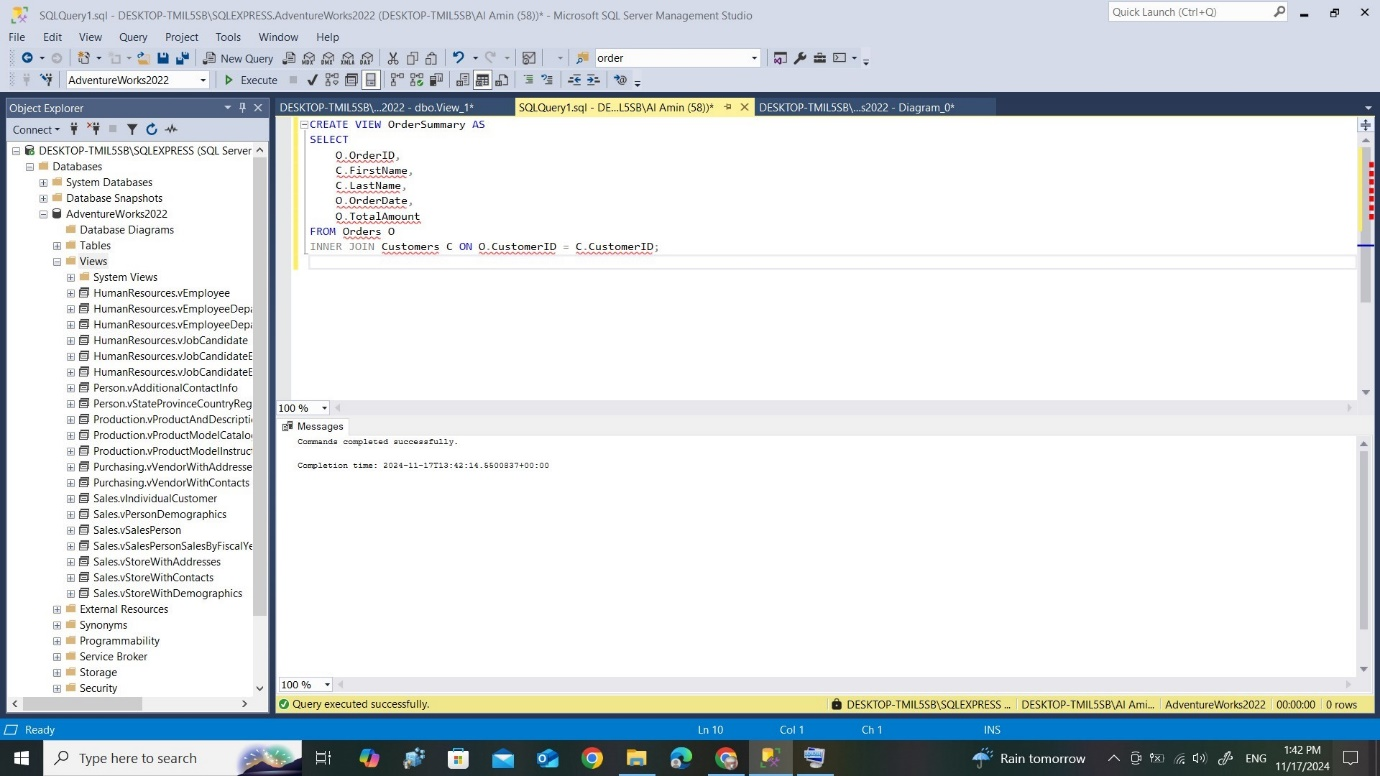 SQLQuery1.sql - DESKTOP-TMIL5SB\SQLEXPRESS.AdventureWorks2022 (DESKTOP-TMIL5SB\Al Amin (58))* - Microsoft SQL Server Management Studio
Quick Launch (Ctrl+Q)
File Edit View Query Project Tools Window Help
New Query
order
AdventureWorks2022
Execute
Object Explorer
DESKTOP-TMIL5SB\...2022 - dbo.View_1*
SQLQuery1.sql - DE...L5SB\Al Amin (58))*
DESKTOP-TMIL5SB\...s2022 - Diagram_0*
Connect
DESKTOP-TMIL5SB\SQLEXPRESS (SQL Server
Databases
System Databases
Database Snapshots
AdventureWorks2022
Database Diagrams
Tables
Views
System Views
HumanResources.vEmployee
HumanResources.vEmployeeDepa
HumanResources.vEmployeeDepa
HumanResources.vJobCandidate
HumanResources.vJobCandidateE
HumanResources.vJobCandidateE
Person.vAdditionalContactInfo
Person.vStateProvinceCountryReg
Production.vProductAndDescripti
Production.vProductModelCatalo
Production.vProductModelInstruc
Purchasing.vVendorWithAddresse
Purchasing.vVendorWithContacts
Sales.vIndividualCustomer
Sales.vPersonDemographics
Sales.vSalesPerson
Sales.vSalesPersonSalesByFiscalYe
Sales.vStoreWithAddresses
Sales.vStoreWithContacts
Sales.vStoreWithDemographics
External Resources
Synonyms
Programmability
Service Broker
Storage
Security
CREATE VIEW OrderSummary AS
SELECT
O.OrderID,
C.FirstName,
C.LastName,
O.OrderDate,
O.TotalAmount
FROM Orders O
INNER JOIN Customers C ON O.CustomerID = C.CustomerID;
100 %
Messages
Commands completed successfully.
Completion time: 2024-11-17T13:42:14.5500837+00:00
100 %
Query executed successfully.
DESKTOP-TMIL5SB\SQLEXPRESS ...
DESKTOP-TMIL5SB\Al Ami...
AdventureWorks2022
00:00:00
0 rows
Ready
Ln 10
Col 1
Ch 1
INS
Type here to search
Rain tomorrow
ENG
1:42 PM
11/17/2024